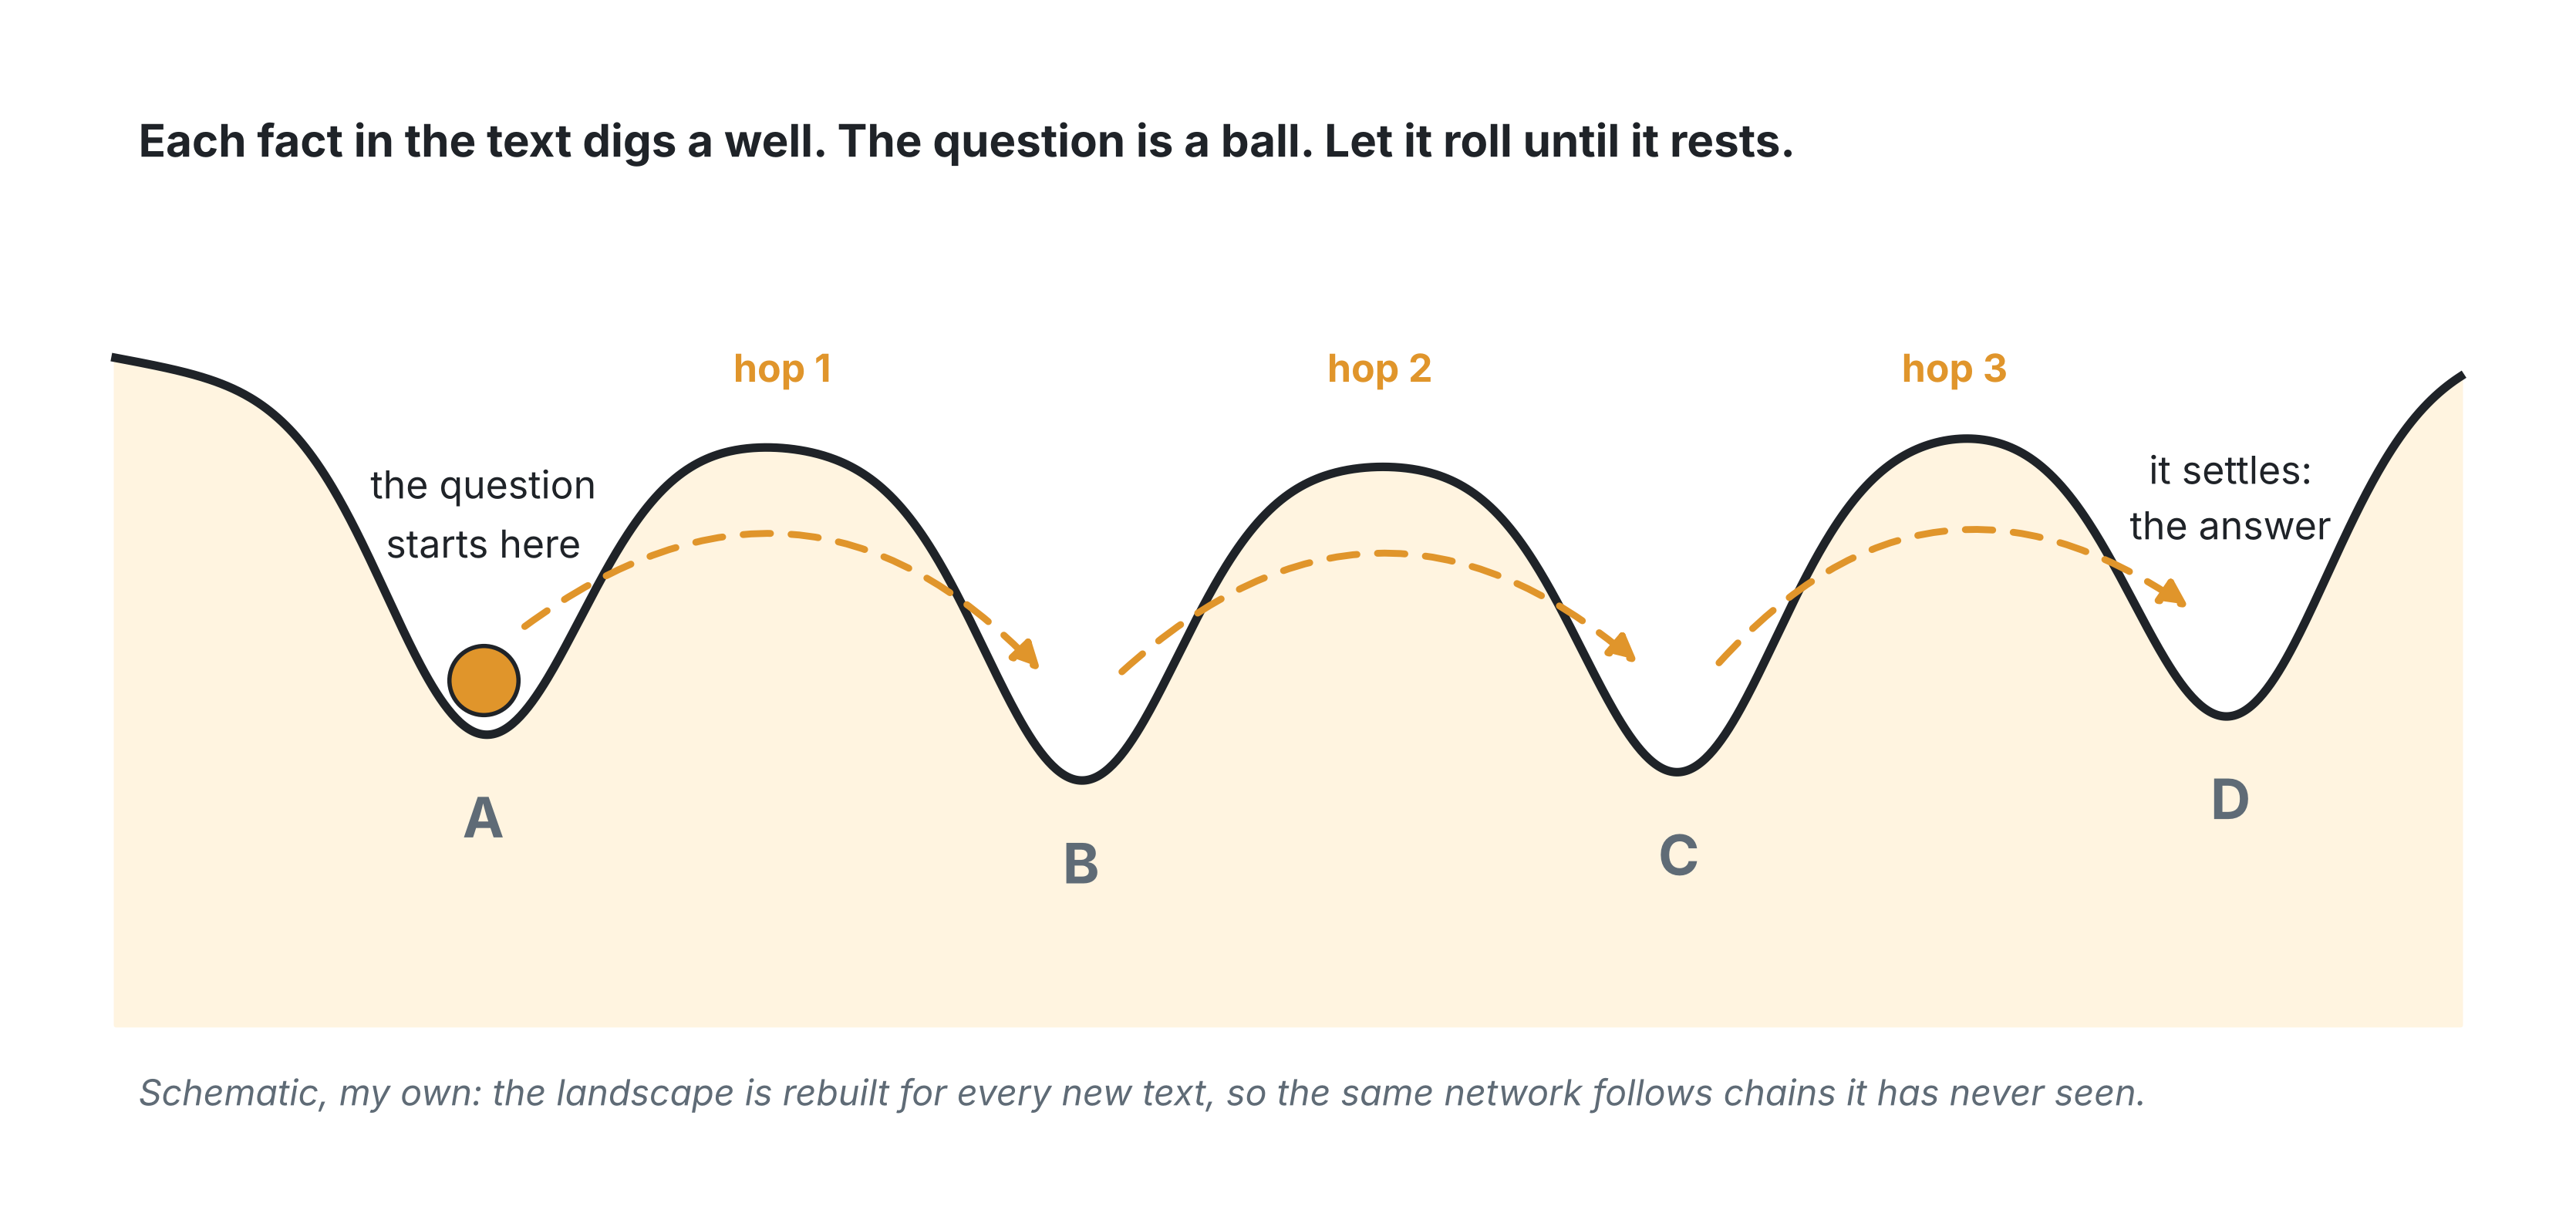 Each fact in the text digs a well. The question is a ball. Let it roll until it rests.
hop 1
hop 2
hop 3
the question
starts here
it settles:
the answer
A
B
C
D
Schematic, my own: the landscape is rebuilt for every new text, so the same network follows chains it has never seen.